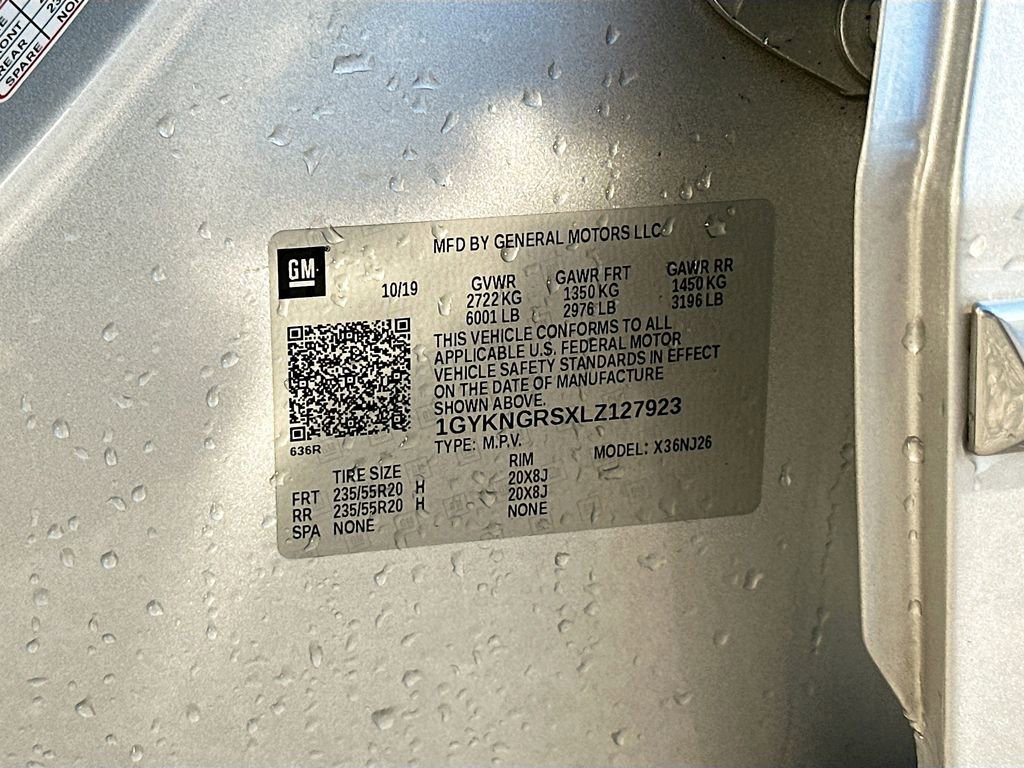 FRONT
REAR
SPARE
MFD BY GENERAL MOTORS LLC
GM
10/19
GVWR GAWR FRT GAWR RR
2722 KG 1350 KG 1450 KG
6001 LB 2976 LB 3196 LB
THIS VEHICLE CONFORMS TO ALL
APPLICABLE U.S. FEDERAL MOTOR
VEHICLE SAFETY STANDARDS IN EFFECT
ON THE DATE OF MANUFACTURE
SHOWN ABOVE.
1GYKNGRSXLZ127923
636R
TYPE: M.P.V. MODEL: X36NJ26
TIRE SIZE RIM
FRT 235/55R20 H 20X8J
RR 235/55R20 H 20X8J
SPA NONE NONE